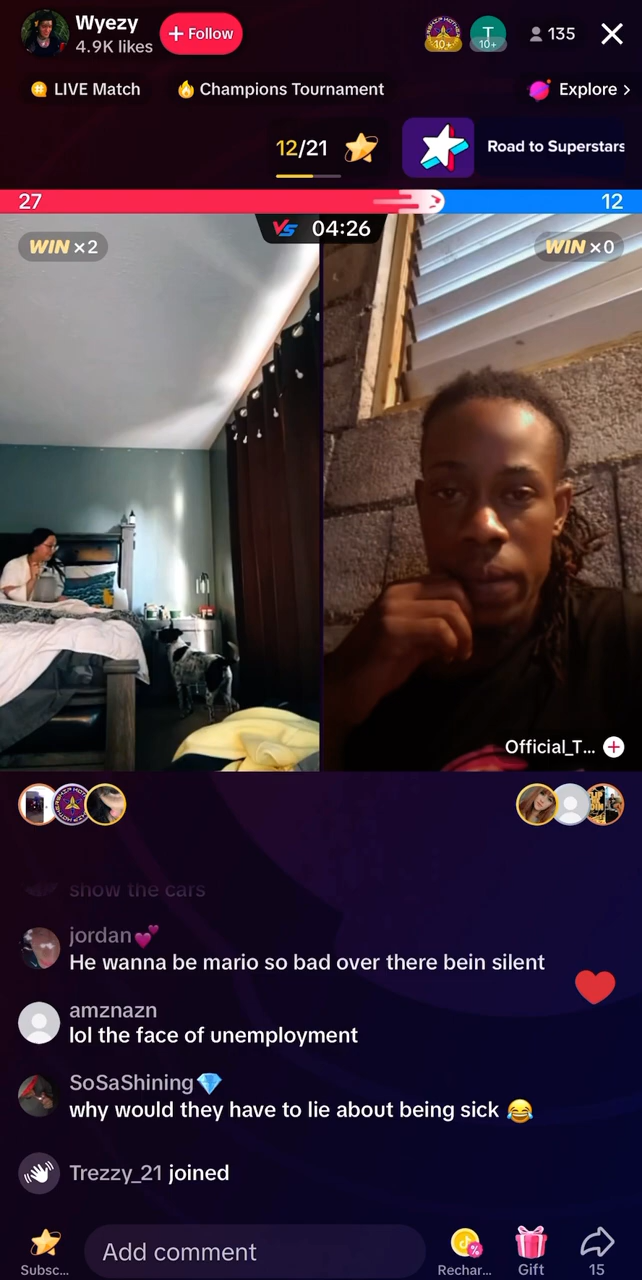 Wyezy
4.9K likes
+ Follow
10+
T
10+
135
LIVE Match
Champions Tournament
Explore >
12/21
Road to Superstars
27
12
VS 04:26
WIN ×2
WIN ×0
Official_T...
show the cars
jordan💕
He wanna be mario so bad over there bein silent
amznazn
lol the face of unemployment
SoSaShining💎
why would they have to lie about being sick 😂
Trezzy_21 joined
Add comment
Subsc...
Rechar...
Gift
15